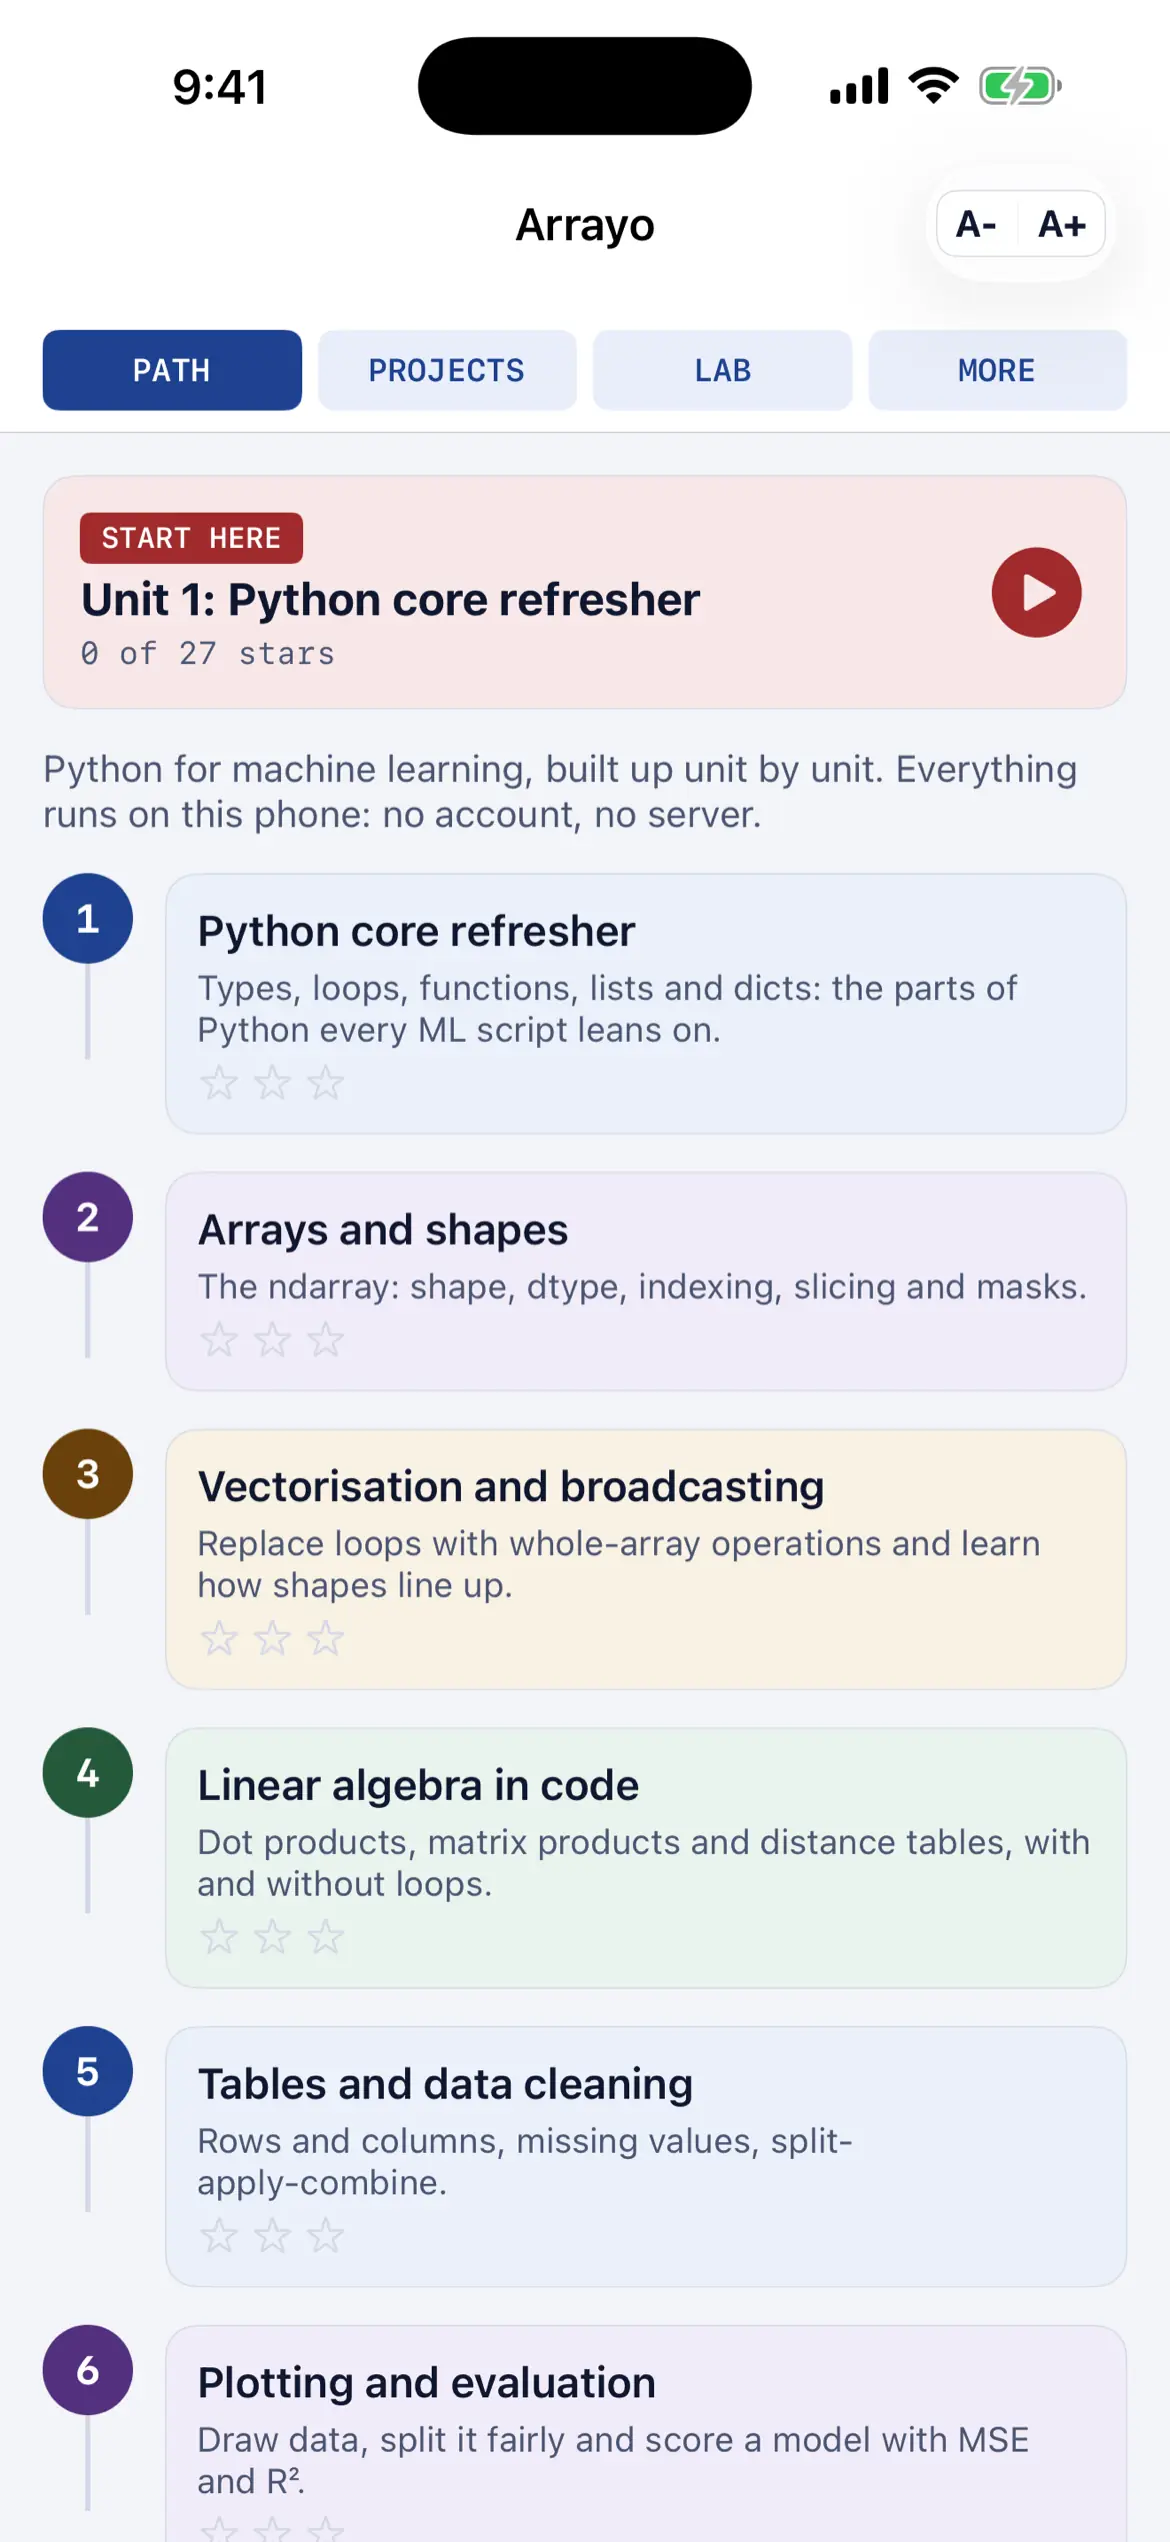 9:41
Arrayo
A- A+
PATH PROJECTS LAB MORE
START HERE
Unit 1: Python core refresher
0 of 27 stars
Python for machine learning, built up unit by unit. Everything
runs on this phone: no account, no server.
1
Python core refresher
Types, loops, functions, lists and dicts: the parts of
Python every ML script leans on.
2
Arrays and shapes
The ndarray: shape, dtype, indexing, slicing and masks.
3
Vectorisation and broadcasting
Replace loops with whole-array operations and learn
how shapes line up.
4
Linear algebra in code
Dot products, matrix products and distance tables, with
and without loops.
5
Tables and data cleaning
Rows and columns, missing values, split-
apply-combine.
6
Plotting and evaluation
Draw data, split it fairly and score a model with MSE
and R².